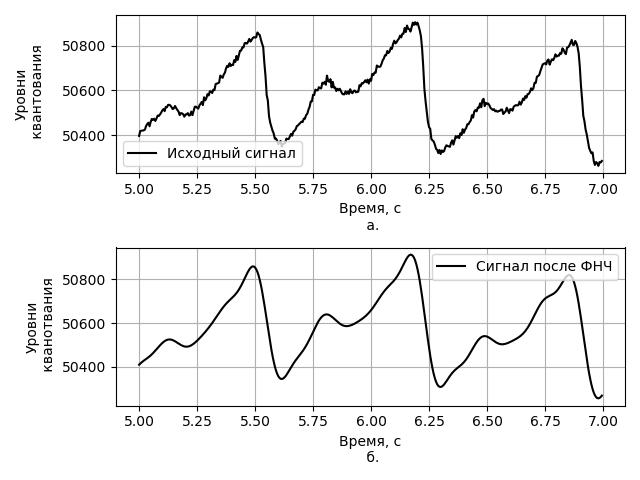 Уровни
квантования
50800
50600
50400
Исходный сигнал
5.00 5.25 5.50 5.75 6.00 6.25 6.50 6.75 7.00
Время, с
а.
Уровни
кванотвания
50800
50600
50400
Сигнал после ФНЧ
5.00 5.25 5.50 5.75 6.00 6.25 6.50 6.75 7.00
Время, с
б.